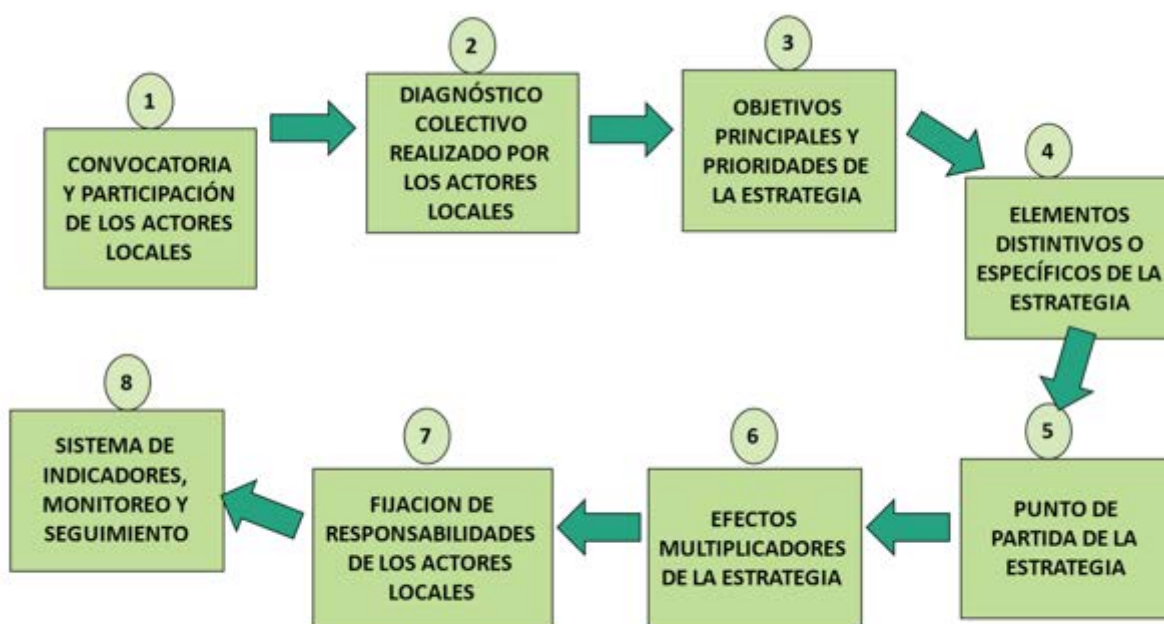 1
CONVOCATORIA
Y PARTICIPACIÓN
DE LOS ACTORES
LOCALES
2
DIAGNÓSTICO
COLECTIVO
REALIZADO POR
LOS ACTORES
LOCALES
3
OBJETIVOS
PRINCIPALES Y
PRIORIDADES DE
LA ESTRATEGIA
4
ELEMENTOS
DISTINTIVOS O
ESPECÍFICOS DE LA
ESTRATEGIA
5
PUNTO DE
PARTIDA DE LA
ESTRATEGIA
6
EFECTOS
MULTIPLICADORES
DE LA ESTRATEGIA
7
FIJACION DE
RESPONSABILIDADES
DE LOS ACTORES
LOCALES
8
SISTEMA DE
INDICADORES,
MONITOREO Y
SEGUIMIENTO